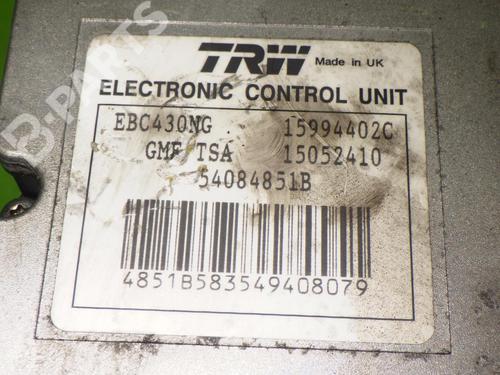 B-PARTS
TRW Made in UK
ELECTRONIC CONTROL UNIT
EBC430NG 15994402C
GMF TSA 15052410
54084851B
4851B583549408079